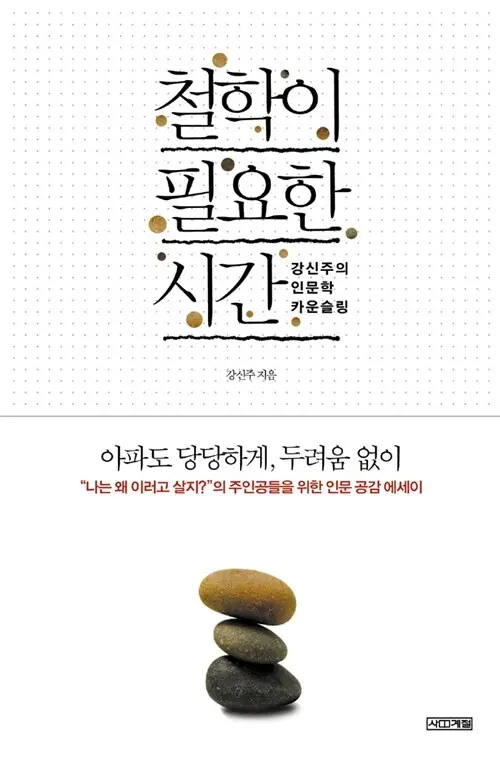 철학이
필요한
시간
강신주의
인문학
카운슬링
강신주 지음
아파도 당당하게, 두려움 없이
“나는 왜 이러고 살지?”의 주인공들을 위한 인문 공감 에세이
사계절